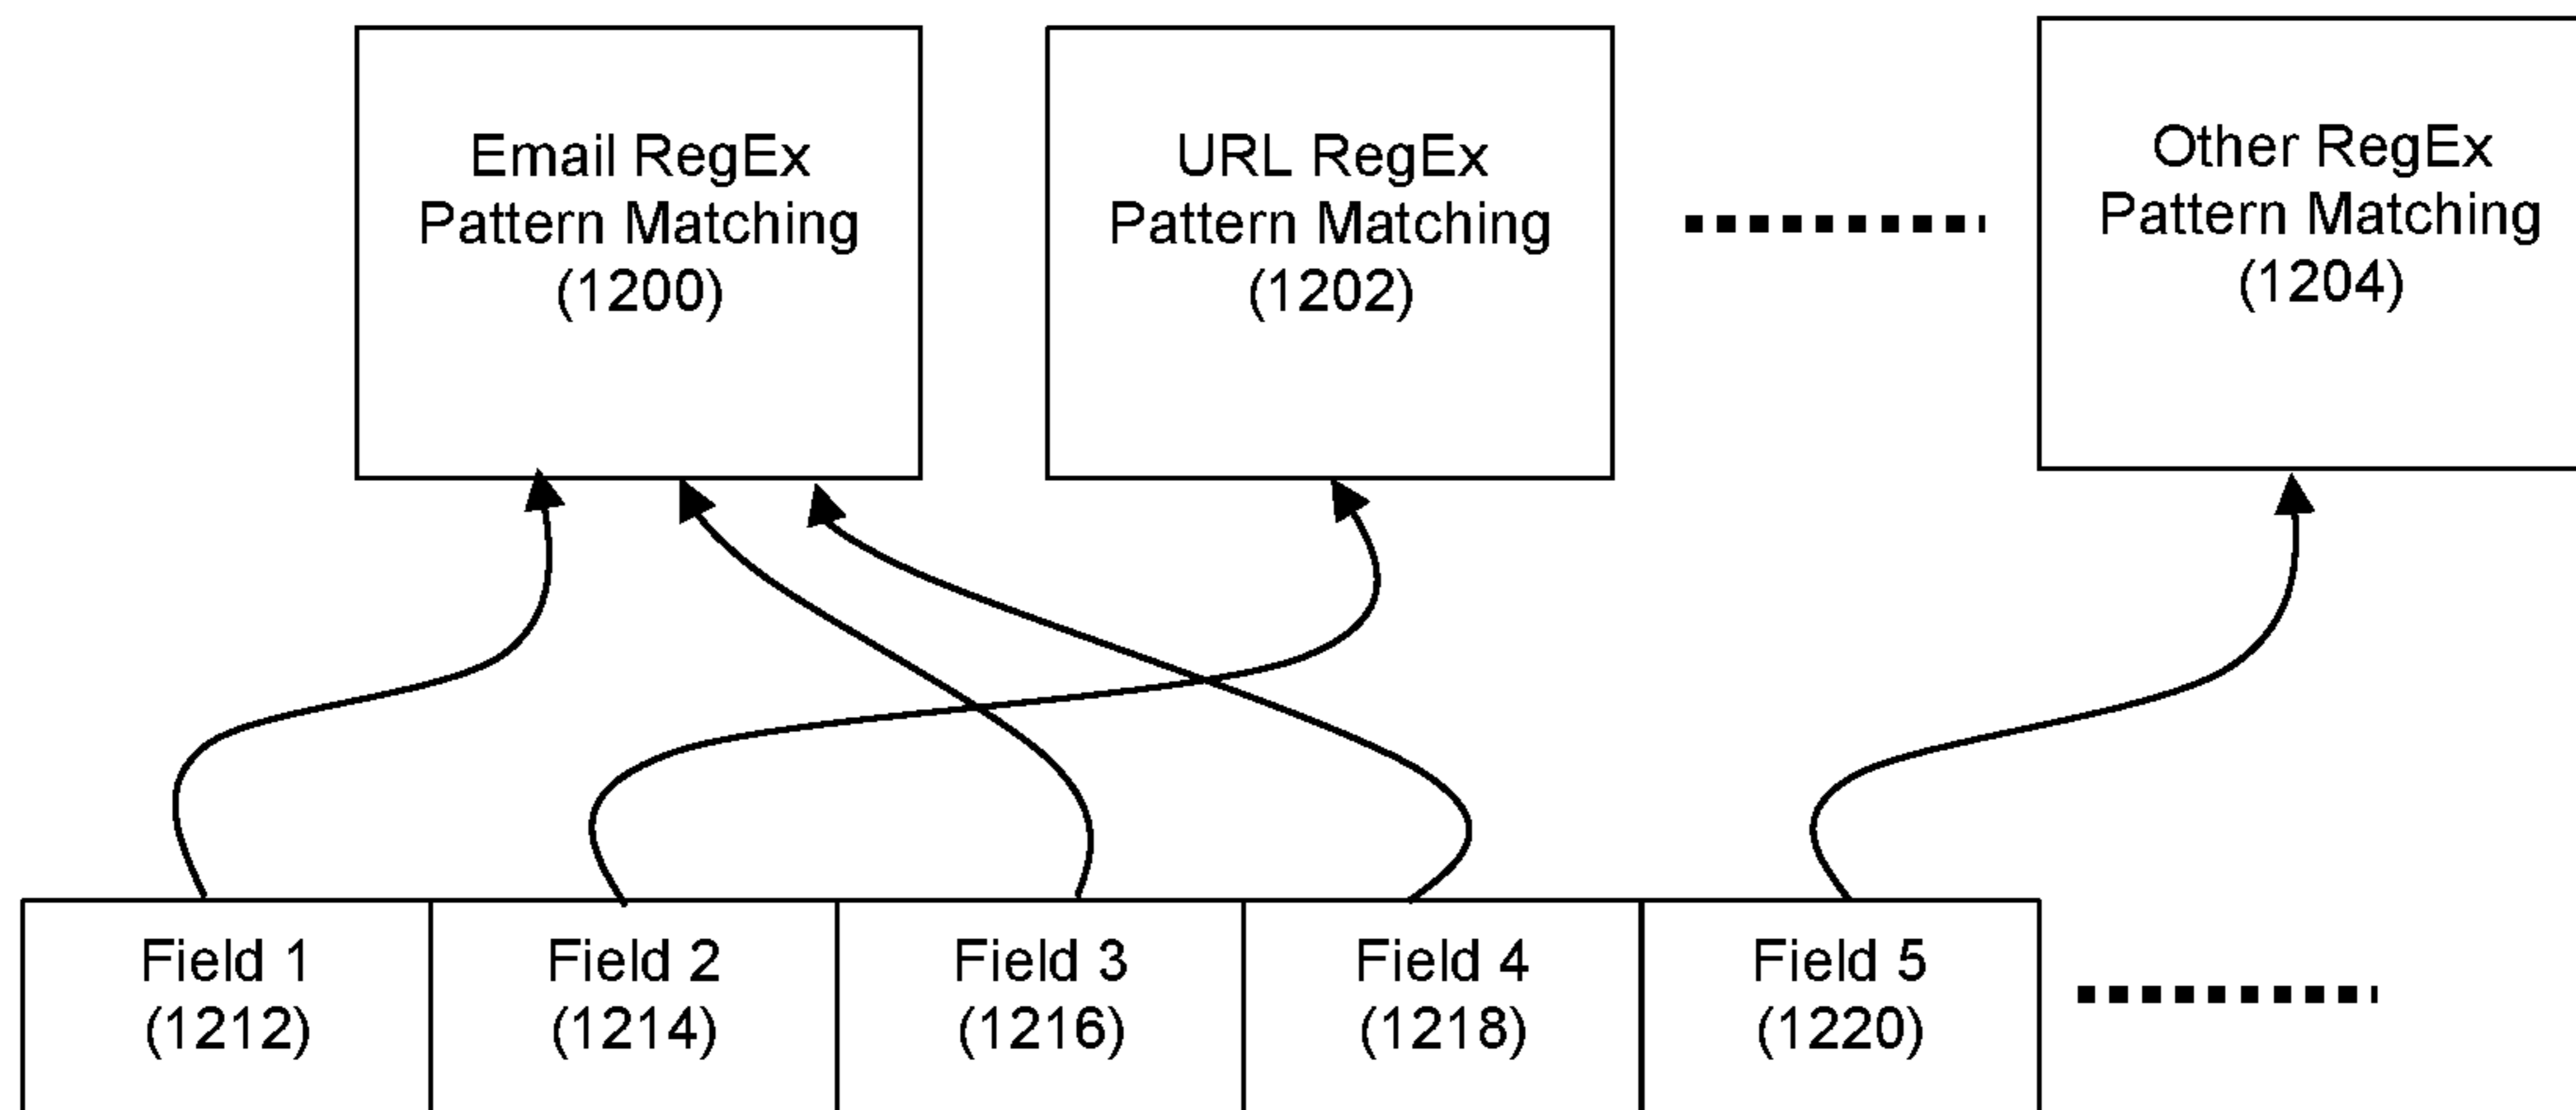 Email RegEx
Pattern Matching
(1200)
URL RegEx
Pattern Matching
(1202)
Other RegEx
Pattern Matching
(1204)
Field 1
(1212)
Field 2
(1214)
Field 3
(1216)
Field 4
(1218)
Field 5
(1220)